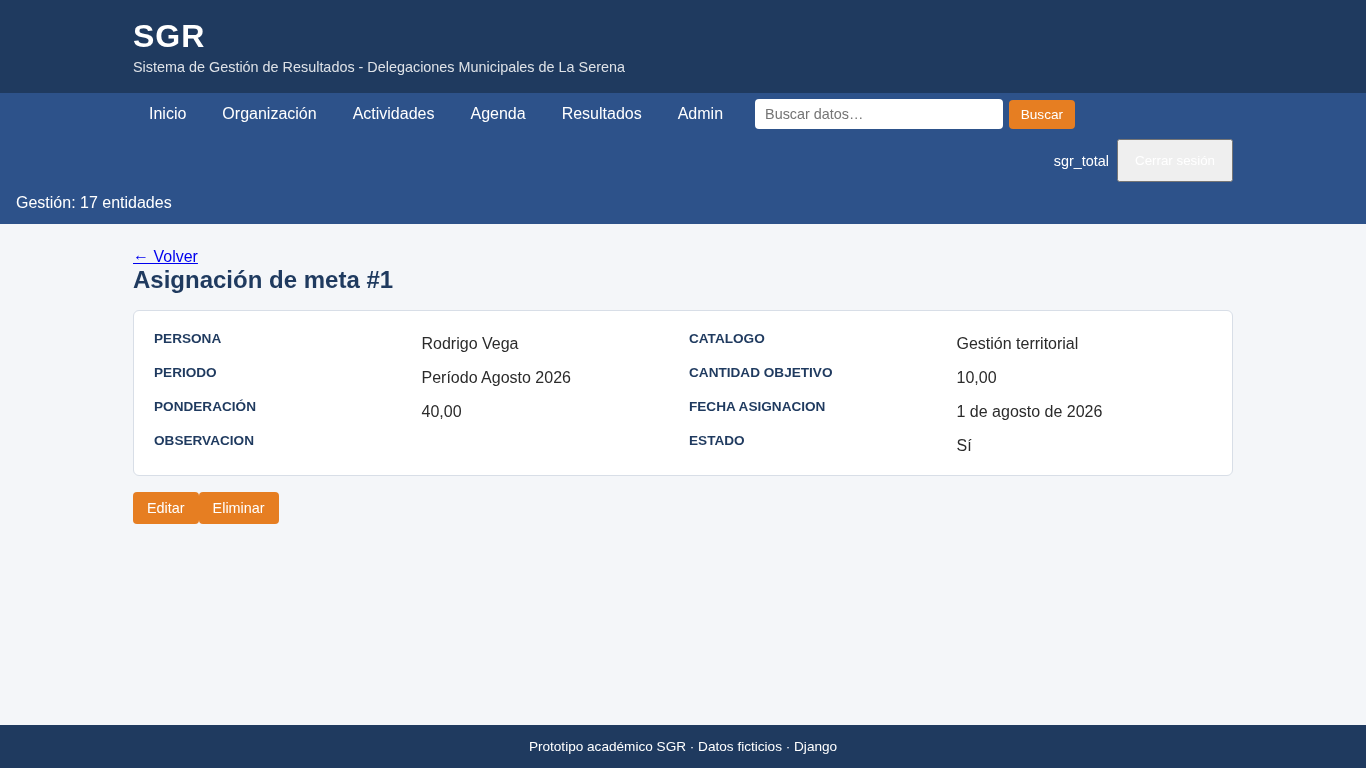 SGR
Sistema de Gestión de Resultados - Delegaciones Municipales de La Serena
Inicio Organización Actividades Agenda Resultados Admin Buscar datos… Buscar
sgr_total Cerrar sesión
Gestión: 17 entidades
← Volver
Asignación de meta #1
PERSONA Rodrigo Vega CATALOGO Gestión territorial
PERIODO Período Agosto 2026 CANTIDAD OBJETIVO 10,00
PONDERACIÓN 40,00 FECHA ASIGNACION 1 de agosto de 2026
OBSERVACION ESTADO Sí
Editar Eliminar
Prototipo académico SGR · Datos ficticios · Django